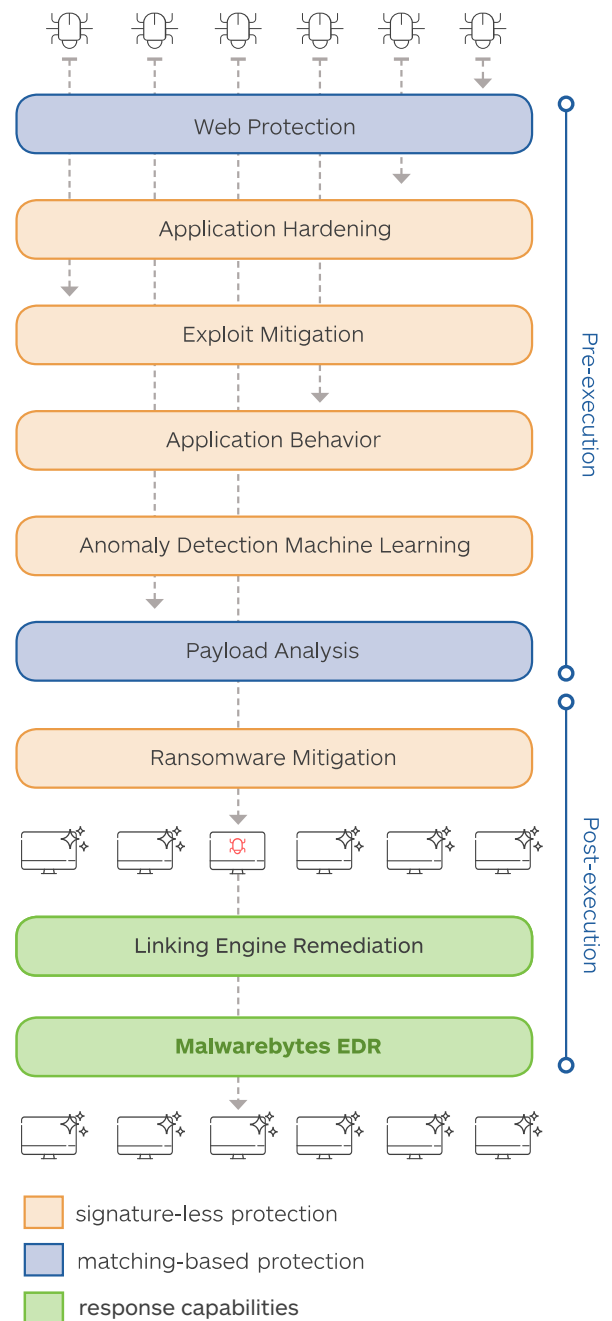 Web Protection
Application Hardening
Exploit Mitigation
Application Behavior
Anomaly Detection Machine Learning
Payload Analysis
Pre-execution
Ransomware Mitigation
Linking Engine Remediation
Malwarebytes EDR
Post-execution
signature-less protection
matching-based protection
response capabilities